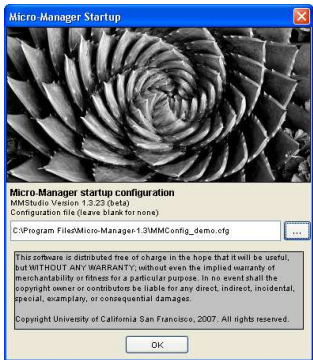 Micro-Manager Startup
Micro-Manager startup configuration
MMStudio Version 1.3.23 (beta)
Configuration file (leave blank for none)
C:\Program Files\Micro-Manager-1.3\MMConfig_demo.cfg
...
This software is distributed free of charge in the hope that it will be useful,
but WITHOUT ANY WARRANTY; without even the implied warranty of
merchantability or fitness for a particular purpose. In no event shall the
copyright owner or contributors be liable for any direct, indirect, incidental,
special, examplary, or consequential damages.
Copyright University of California San Francisco, 2007. All rights reserved.
OK